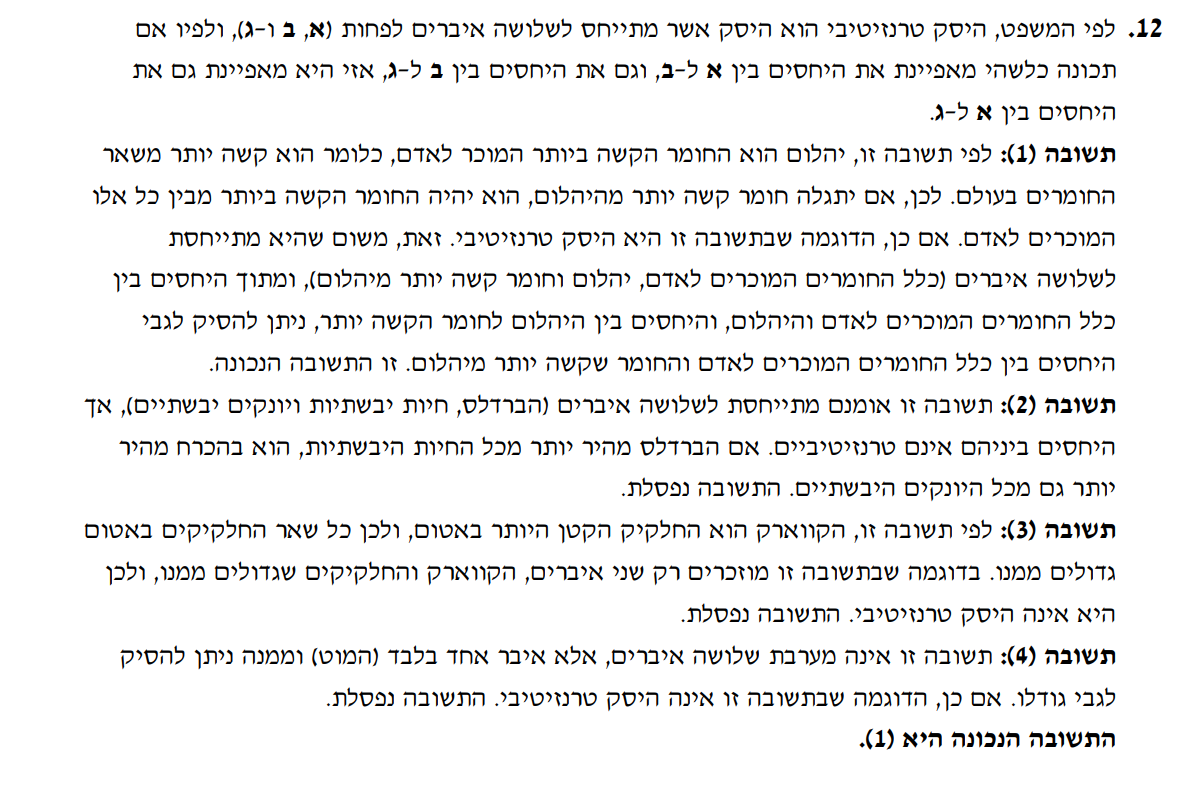 12. לפי המשפט, היסק טרנזיטיבי הוא היסק אשר מתייחס לשלושה איברים לפחות (א, ב ו-ג), ולפיו אם
תכונה כלשהי מאפיינת את היחסים בין א ל-ב, וגם את היחסים בין ב ל-ג, אזי היא מאפיינת גם את
היחסים בין א ל-ג.
תשובה (1): לפי תשובה זו, יהלום הוא החומר הקשה ביותר המוכר לאדם, כלומר הוא קשה יותר משאר
החומרים בעולם. לכן, אם יתגלה חומר קשה יותר מהיהלום, הוא יהיה החומר הקשה ביותר מבין כל אלו
המוכרים לאדם. אם כן, הדוגמה שבתשובה זו היא היסק טרנזיטיבי. זאת, משום שהיא מתייחסת
לשלושה איברים (כלל החומרים המוכרים לאדם, יהלום וחומר קשה יותר מיהלום), ומתוך היחסים בין
כלל החומרים המוכרים לאדם והיהלום, והיחסים בין היהלום לחומר הקשה יותר, ניתן להסיק לגבי
היחסים בין כלל החומרים המוכרים לאדם והחומר שקשה יותר מיהלום. זו התשובה הנכונה.
תשובה (2): תשובה זו אומנם מתייחסת לשלושה איברים (הברדלס, חיות יבשתיות ויונקים יבשתיים), אך
היחסים ביניהם אינם טרנזיטיביים. אם הברדלס מהיר יותר מכל החיות היבשתיות, הוא בהכרח מהיר
יותר גם מכל היונקים היבשתיים. התשובה נפסלת.
תשובה (3): לפי תשובה זו, הקווארק הוא החלקיק הקטן היותר באטום, ולכן כל שאר החלקיקים באטום
גדולים ממנו. בדוגמה שבתשובה זו מוזכרים רק שני איברים, הקווארק והחלקיקים שגדולים ממנו, ולכן
היא אינה היסק טרנזיטיבי. התשובה נפסלת.
תשובה (4): תשובה זו אינה מערבת שלושה איברים, אלא איבר אחד בלבד (המוט) וממנה ניתן להסיק
לגבי גודלו. אם כן, הדוגמה שבתשובה זו אינה היסק טרנזיטיבי. התשובה נפסלת.
התשובה הנכונה היא (1).